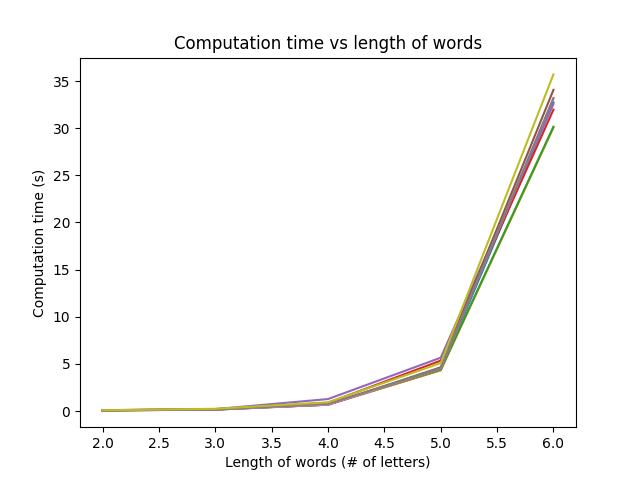 Computation time vs length of words
35
30
25
20
15
10
5
0
Computation time (s)
2.0 2.5 3.0 3.5 4.0 4.5 5.0 5.5 6.0
Length of words (# of letters)